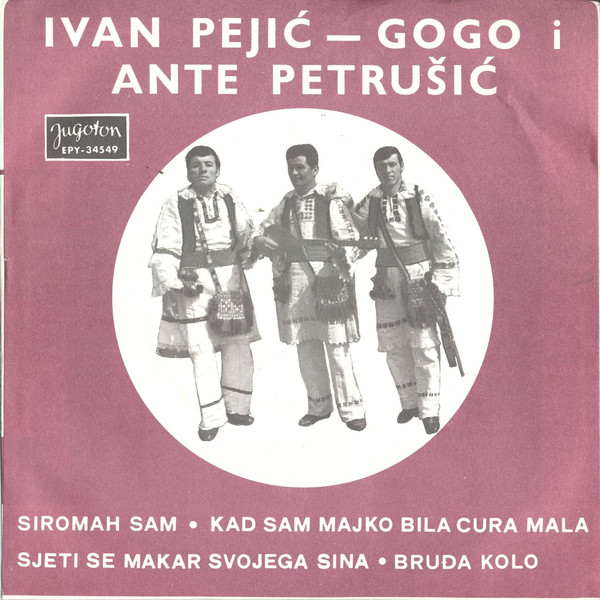 IVAN PEJIĆ — GOGO i
ANTE PETRUŠIĆ
Jugoton
EPY-34549
SIROMAH SAM • KAD SAM MAJKO BILA CURA MALA
SJETI SE MAKAR SVOJEGA SINA • BRUĐA KOLO